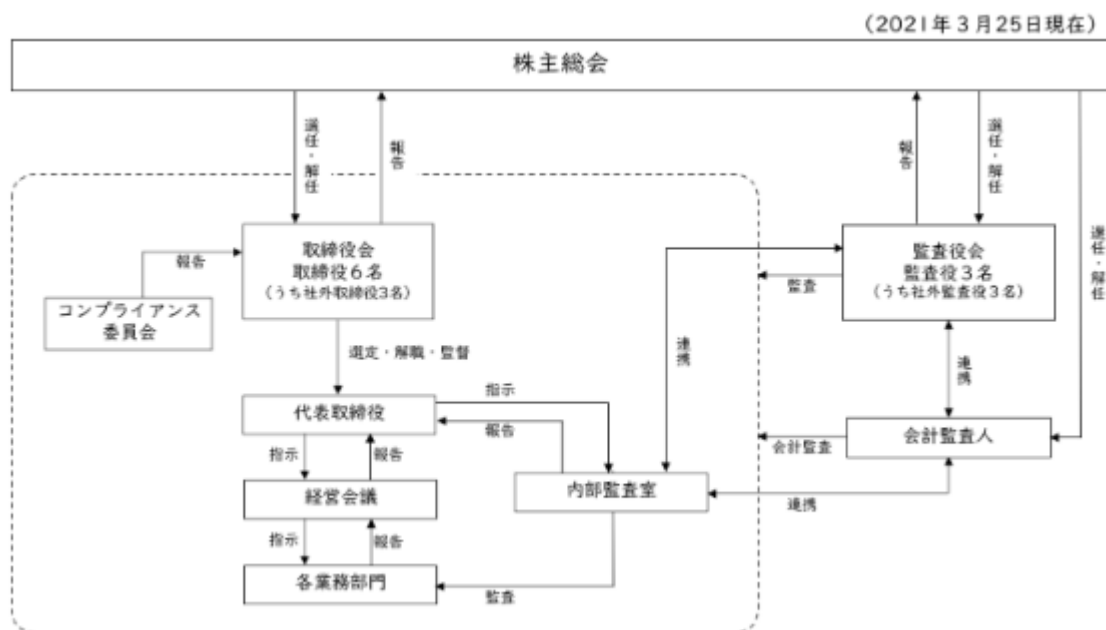 （2021年3月25日現在）
株主総会
選任・解任
報告
報告
選任・解任
選任・解任
取締役会
取締役6名
（うち社外取締役3名）
監査役会
監査役3名
（うち社外監査役3名）
報告
コンプライアンス
委員会
監査
選定・解職・監督
連携
連携
代表取締役
指示
報告
会計監査人
会計監査
指示
報告
経営会議
内部監査室
連携
指示
報告
各業務部門
監査